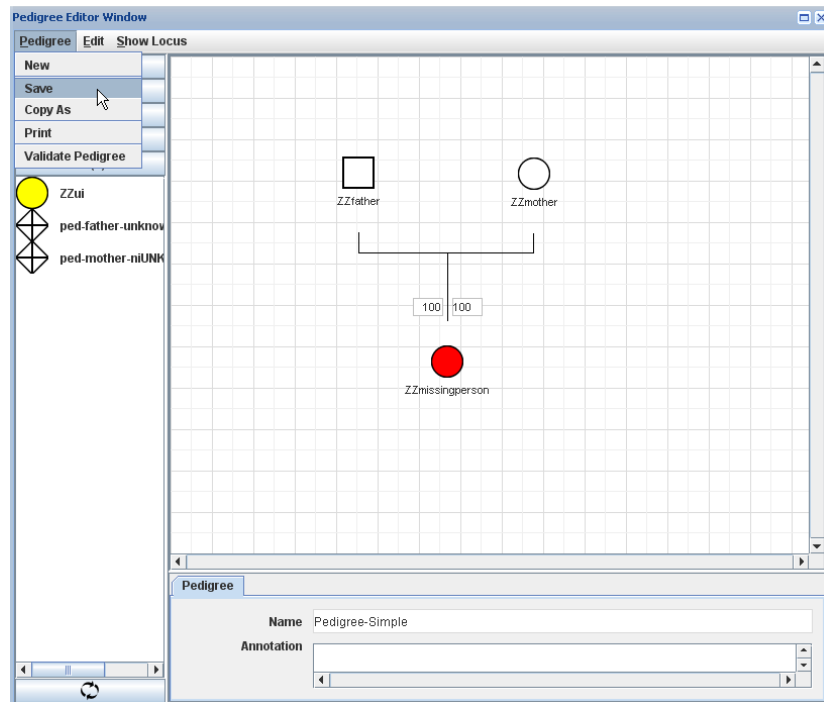 Pedigree Editor Window
Pedigree Edit Show Locus
New
Save
Copy As
Print
Validate Pedigree
ZZui
ped-father-unknow
ped-mother-niUNK
ZZfather
ZZmother
100 100
ZZmissingperson
Pedigree
Name Pedigree-Simple
Annotation